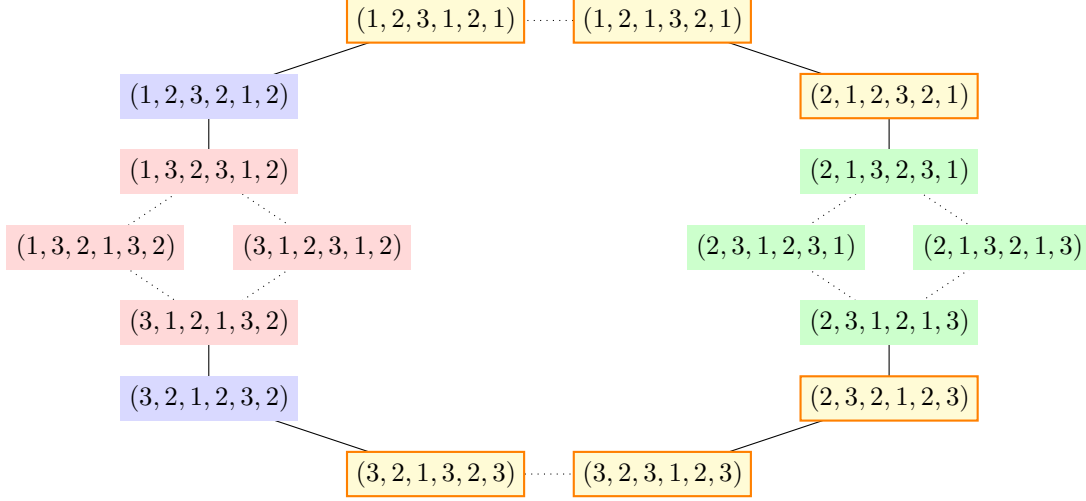 (1, 2, 3, 1, 2, 1) (1, 2, 1, 3, 2, 1)
(1, 2, 3, 2, 1, 2) (2, 1, 2, 3, 2, 1)
(1, 3, 2, 3, 1, 2) (2, 1, 3, 2, 3, 1)
(1, 3, 2, 1, 3, 2) (3, 1, 2, 3, 1, 2) (2, 3, 1, 2, 3, 1) (2, 1, 3, 2, 1, 3)
(3, 1, 2, 1, 3, 2) (2, 3, 1, 2, 1, 3)
(3, 2, 1, 2, 3, 2) (2, 3, 2, 1, 2, 3)
(3, 2, 1, 3, 2, 3) (3, 2, 3, 1, 2, 3)